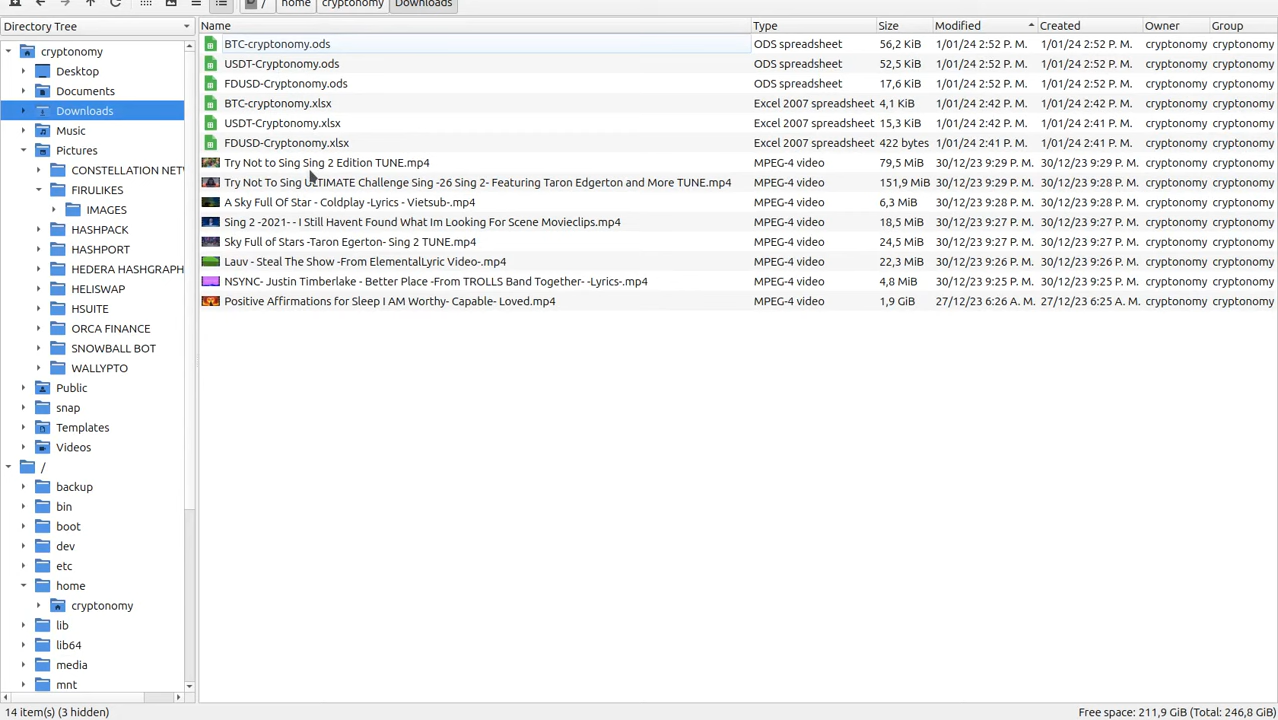 / home cryptonomy Downloads
Directory Tree
Name Type Size Modified Created Owner Group
cryptonomy
Desktop
Documents
Downloads
Music
Pictures
CONSTELLATION NETW
FIRULIKES
IMAGES
HASHPACK
HASHPORT
HEDERA HASHGRAPH
HELISWAP
HSUITE
ORCA FINANCE
SNOWBALL BOT
WALLYPTO
Public
snap
Templates
Videos
/
backup
bin
boot
dev
etc
home
cryptonomy
lib
lib64
media
mnt
BTC-cryptonomy.ods ODS spreadsheet 56,2 KiB 1/01/24 2:52 P. M. 1/01/24 2:52 P. M. cryptonomy cryptonomy
USDT-Cryptonomy.ods ODS spreadsheet 52,5 KiB 1/01/24 2:52 P. M. 1/01/24 2:52 P. M. cryptonomy cryptonomy
FDUSD-Cryptonomy.ods ODS spreadsheet 17,6 KiB 1/01/24 2:52 P. M. 1/01/24 2:52 P. M. cryptonomy cryptonomy
BTC-cryptonomy.xlsx Excel 2007 spreadsheet 4,1 KiB 1/01/24 2:42 P. M. 1/01/24 2:42 P. M. cryptonomy cryptonomy
USDT-Cryptonomy.xlsx Excel 2007 spreadsheet 15,3 KiB 1/01/24 2:42 P. M. 1/01/24 2:41 P. M. cryptonomy cryptonomy
FDUSD-Cryptonomy.xlsx Excel 2007 spreadsheet 422 bytes 1/01/24 2:41 P. M. 1/01/24 2:41 P. M. cryptonomy cryptonomy
Try Not to Sing Sing 2 Edition TUNE.mp4 MPEG-4 video 79,5 MiB 30/12/23 9:29 P. M. 30/12/23 9:29 P. M. cryptonomy cryptonomy
Try Not To Sing ULTIMATE Challenge Sing -26 Sing 2- Featuring Taron Edgerton and More TUNE.mp4 MPEG-4 video 151,9 MiB 30/12/23 9:29 P. M. 30/12/23 9:28 P. M. cryptonomy cryptonomy
A Sky Full Of Star - Coldplay -Lyrics - Vietsub-.mp4 MPEG-4 video 6,3 MiB 30/12/23 9:28 P. M. 30/12/23 9:28 P. M. cryptonomy cryptonomy
Sing 2 -2021- - I Still Havent Found What Im Looking For Scene Movieclips.mp4 MPEG-4 video 18,5 MiB 30/12/23 9:27 P. M. 30/12/23 9:27 P. M. cryptonomy cryptonomy
Sky Full of Stars -Taron Egerton- Sing 2 TUNE.mp4 MPEG-4 video 24,5 MiB 30/12/23 9:27 P. M. 30/12/23 9:27 P. M. cryptonomy cryptonomy
Lauv - Steal The Show -From ElementalLyric Video-.mp4 MPEG-4 video 22,3 MiB 30/12/23 9:26 P. M. 30/12/23 9:26 P. M. cryptonomy cryptonomy
NSYNC- Justin Timberlake - Better Place -From TROLLS Band Together- -Lyrics-.mp4 MPEG-4 video 4,8 MiB 30/12/23 9:25 P. M. 30/12/23 9:25 P. M. cryptonomy cryptonomy
Positive Affirmations for Sleep I AM Worthy- Capable- Loved.mp4 MPEG-4 video 1,9 GiB 27/12/23 6:26 A. M. 27/12/23 6:25 A. M. cryptonomy cryptonomy
14 item(s) (3 hidden) Free space: 211,9 GiB (Total: 246,8 GiB)